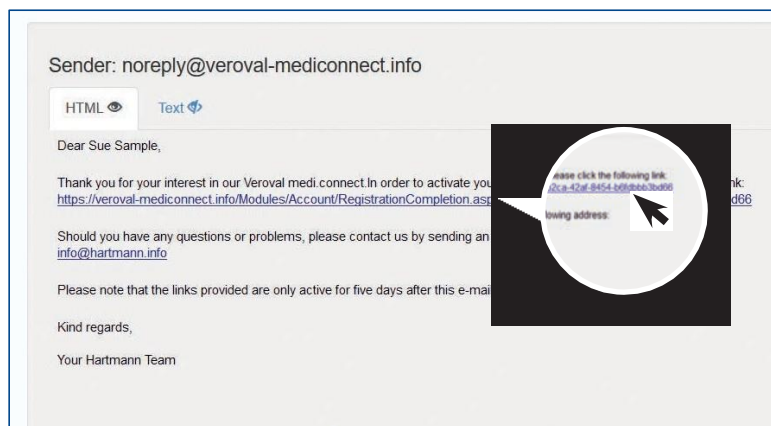 Sender: noreply@veroval-mediconnect.info
HTML Text
Dear Sue Sample,
Thank you for your interest in our Veroval medi.connect.In order to activate you nk:
https://veroval-mediconnect.info/Modules/Account/RegistrationCompletion.asp d66
Should you have any questions or problems, please contact us by sending an
info@hartmann.info
Please note that the links provided are only active for five days after this e-mai
Kind regards,
Your Hartmann Team
ease click the following link:
2ca-42af-8454-b6fdbbb3bd66
lowing address: